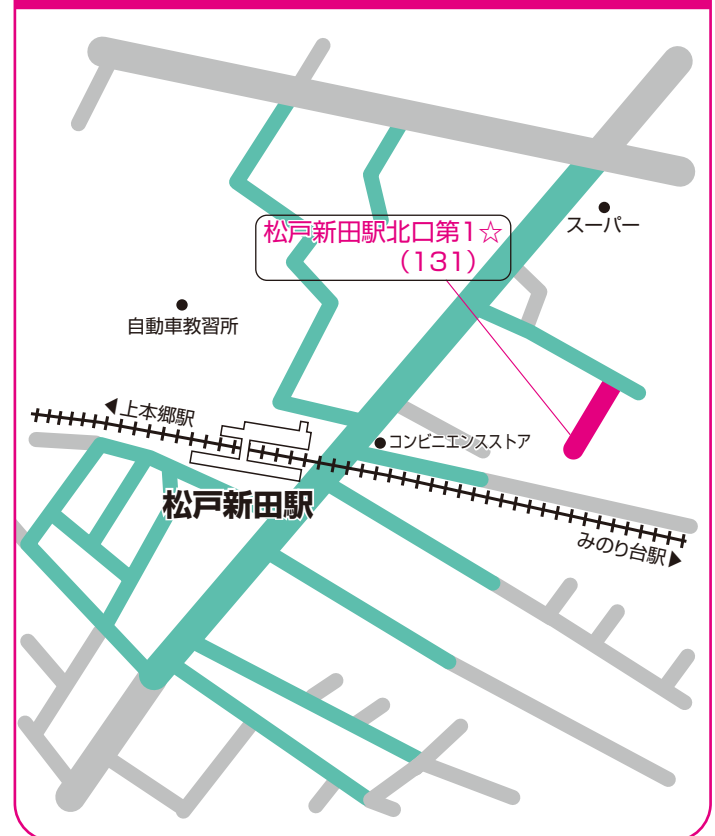 スーパー
松戸新田駅北口第1☆
（131）
自動車教習所
◀上本郷駅
コンビニエンスストア
松戸新田駅
みのり台駅▶